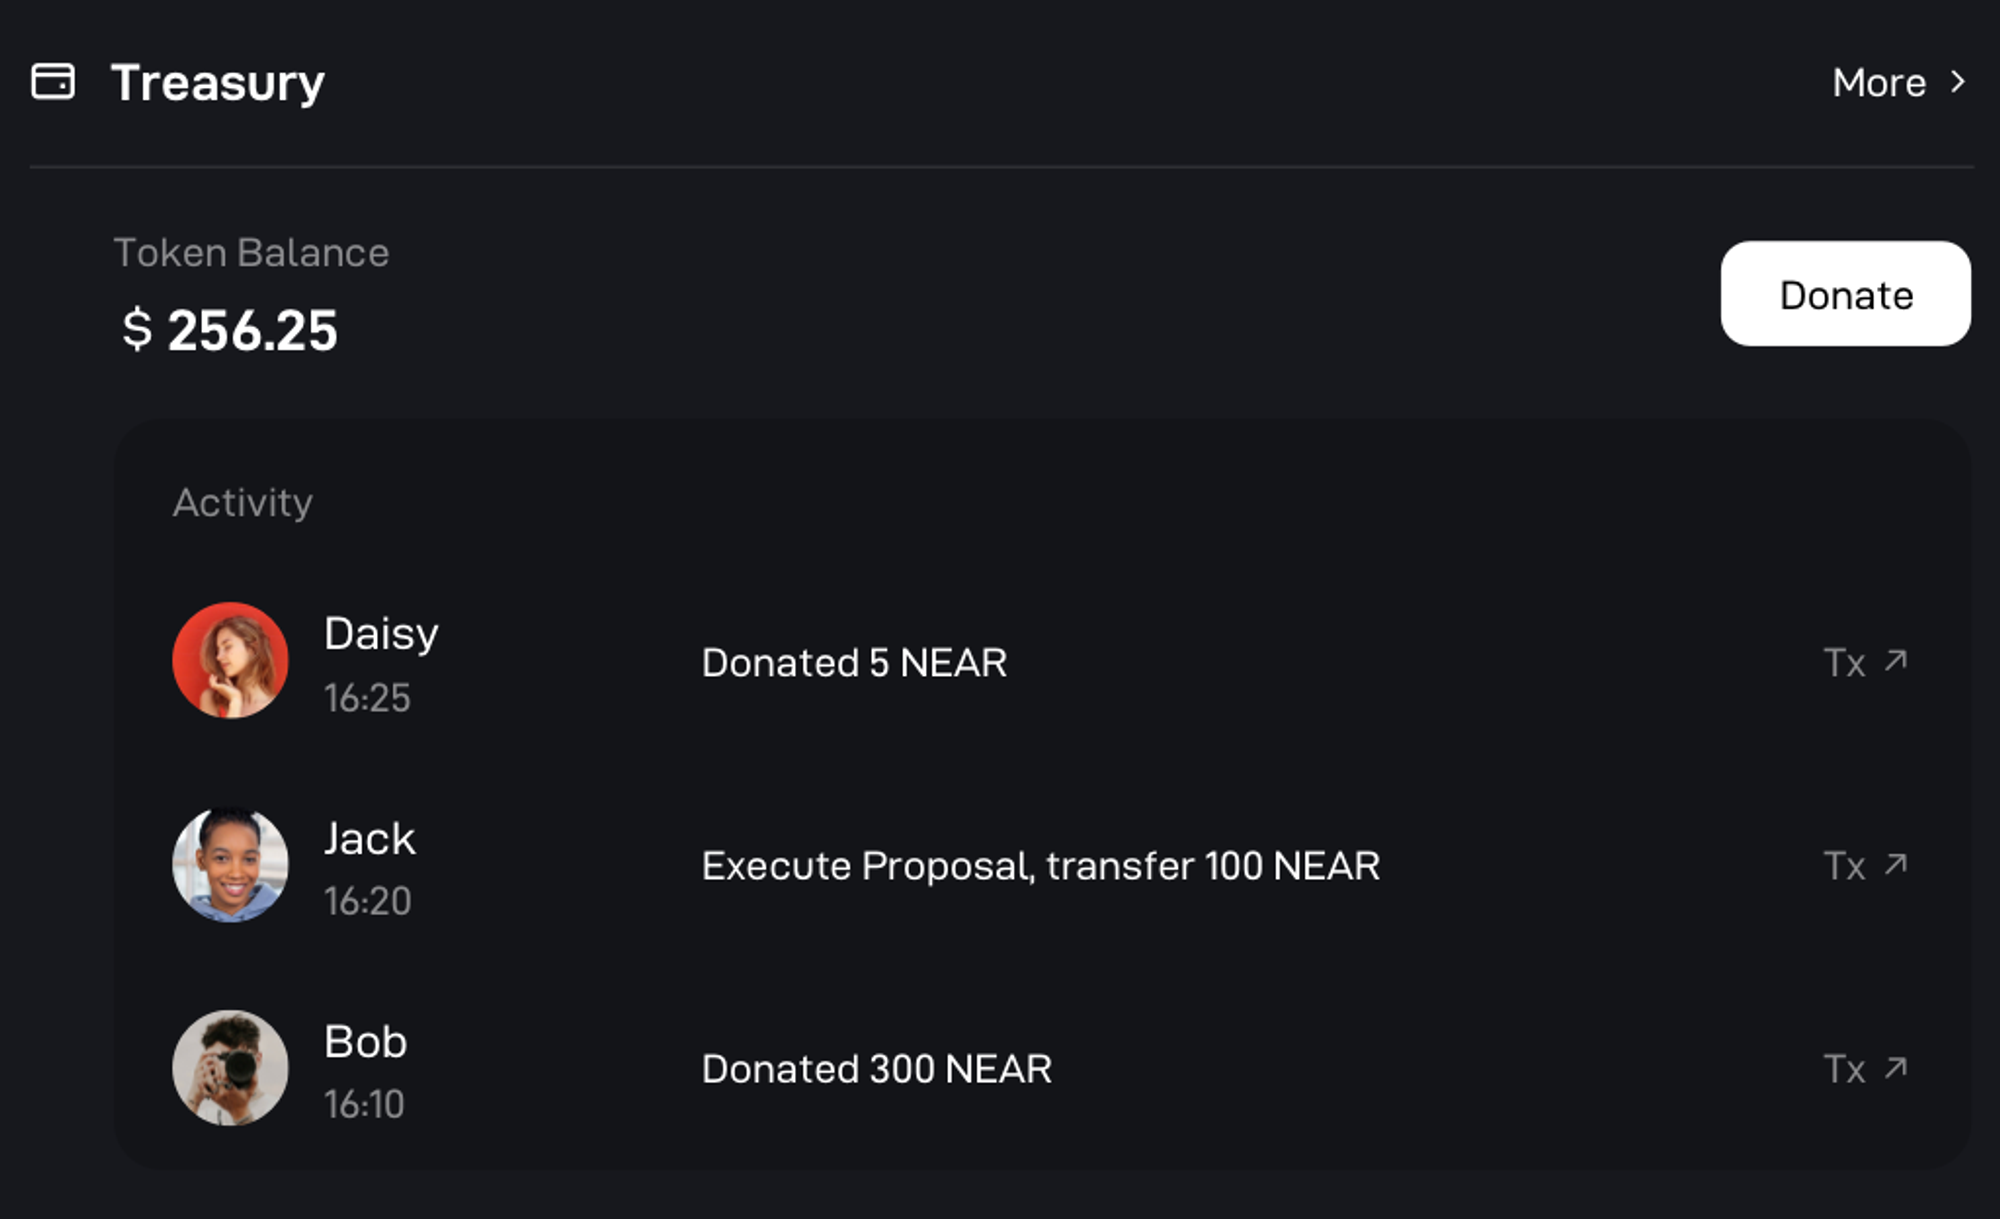 Treasury
More
Token Balance
$ 256.25
Donate
Activity
Daisy
16:25
Donated 5 NEAR
Tx
Jack
16:20
Execute Proposal, transfer 100 NEAR
Tx
Bob
16:10
Donated 300 NEAR
Tx